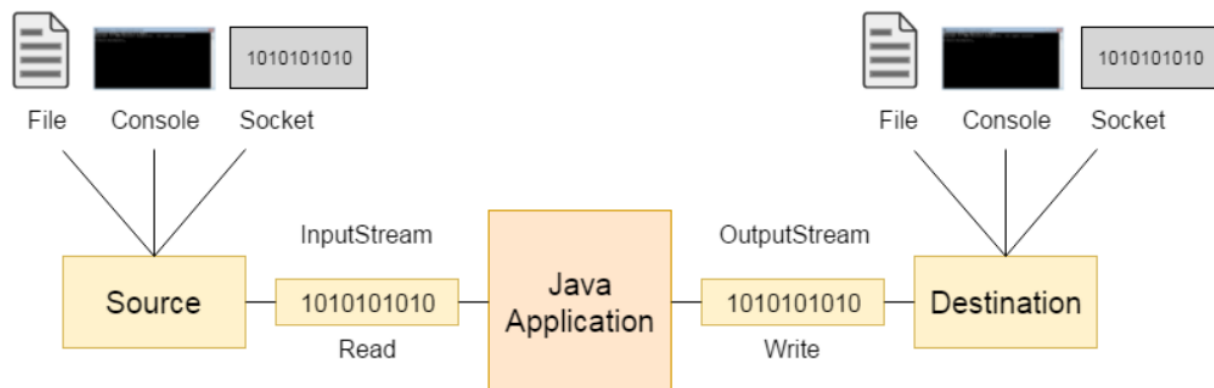 1010101010
1010101010
File
Console
Socket
File
Console
Socket
InputStream
OutputStream
Source
1010101010
Java
Application
1010101010
Destination
Read
Write